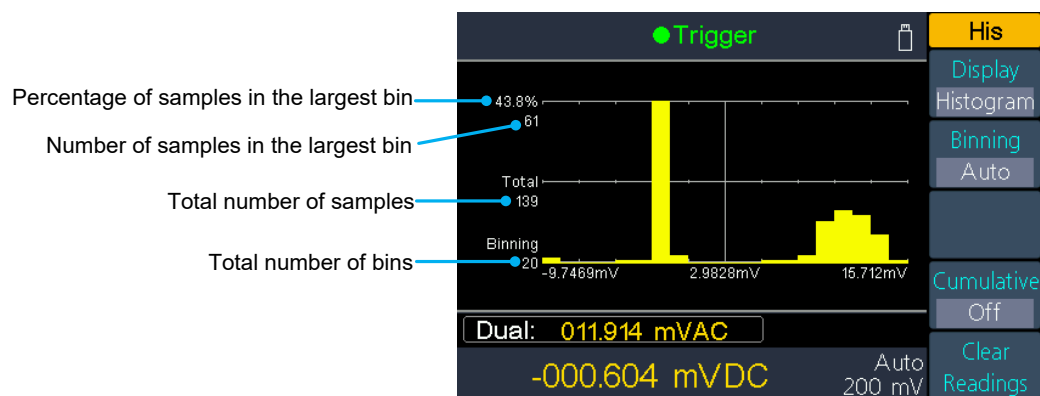 Trigger
His
Display
Histogram
Percentage of samples in the largest bin
43.8%
61
Number of samples in the largest bin
Binning
Auto
Total
139
Total number of samples
Binning
20
Total number of bins
-9.7469mV
2.9828mV
15.712mV
Cumulative
Off
Dual: 011.914 mVAC
-000.604 mVDC
Auto
200 mV
Clear
Readings